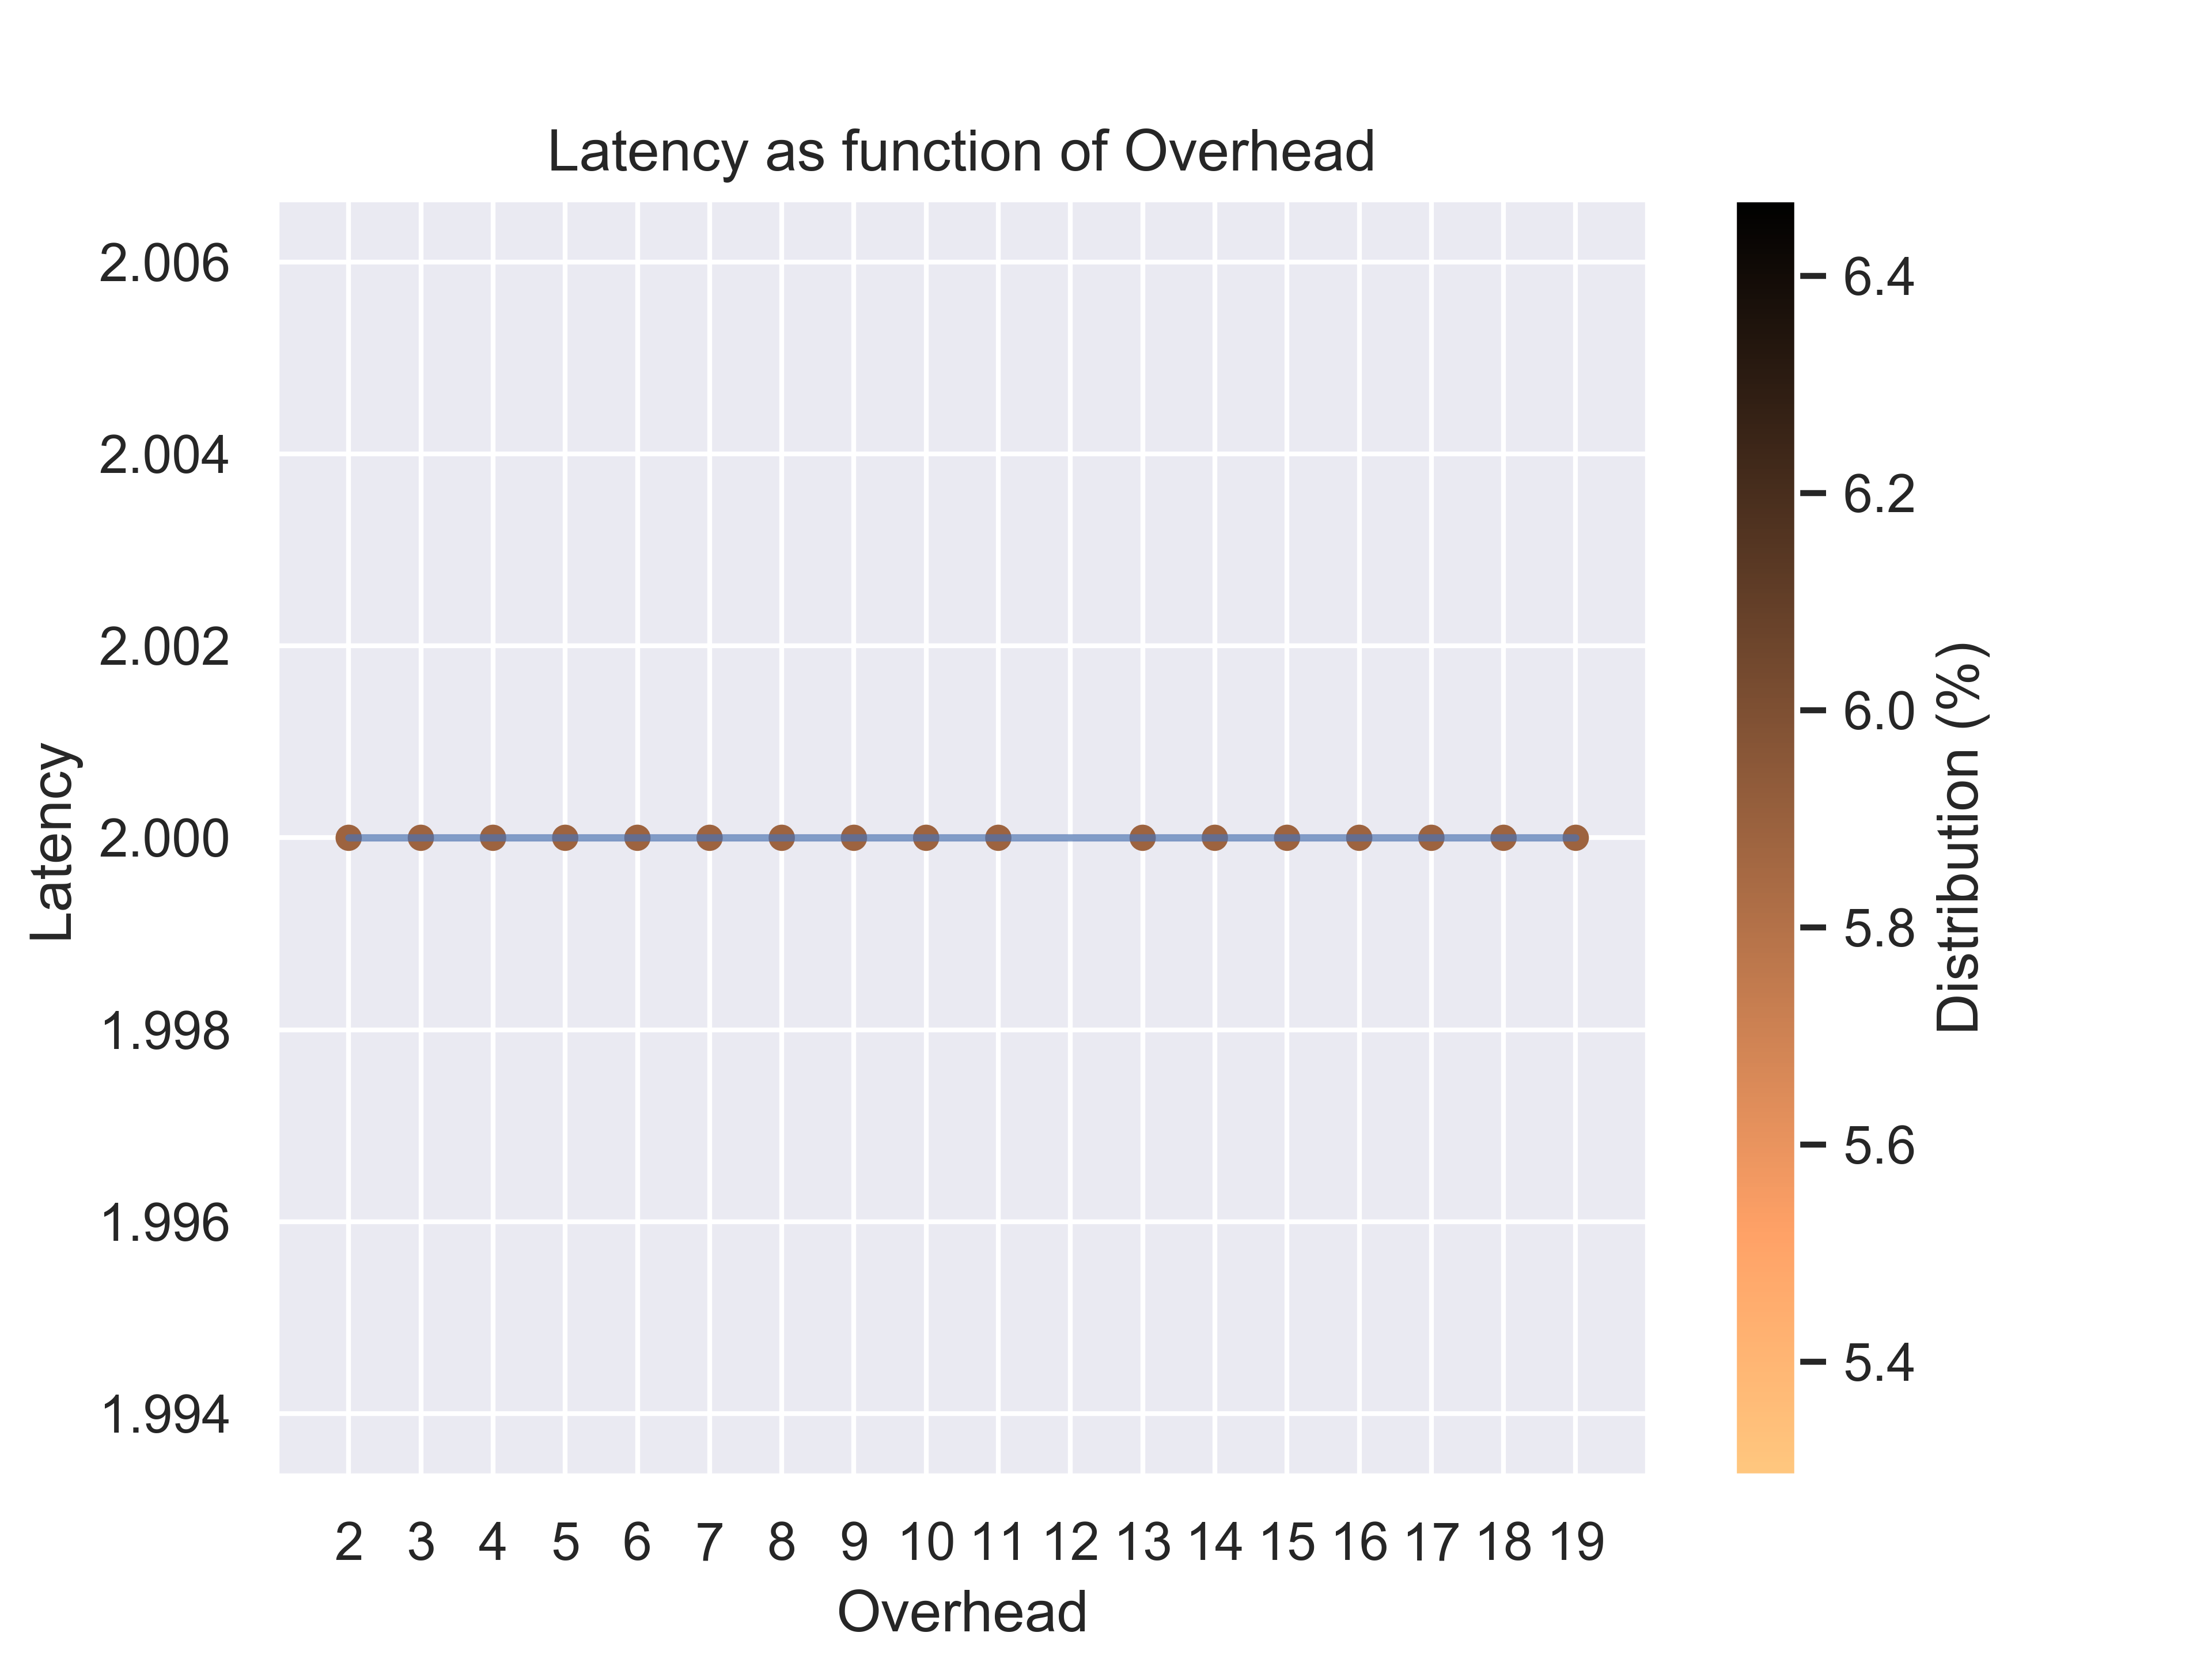 Latency as function of Overhead
2.006
2.004
2.002
2.000
1.998
1.996
1.994
Latency
2 3 4 5 6 7 8 9 10 11 12 13 14 15 16 17 18 19
Overhead
6.4
6.2
6.0
5.8
5.6
5.4
Distribution (%)